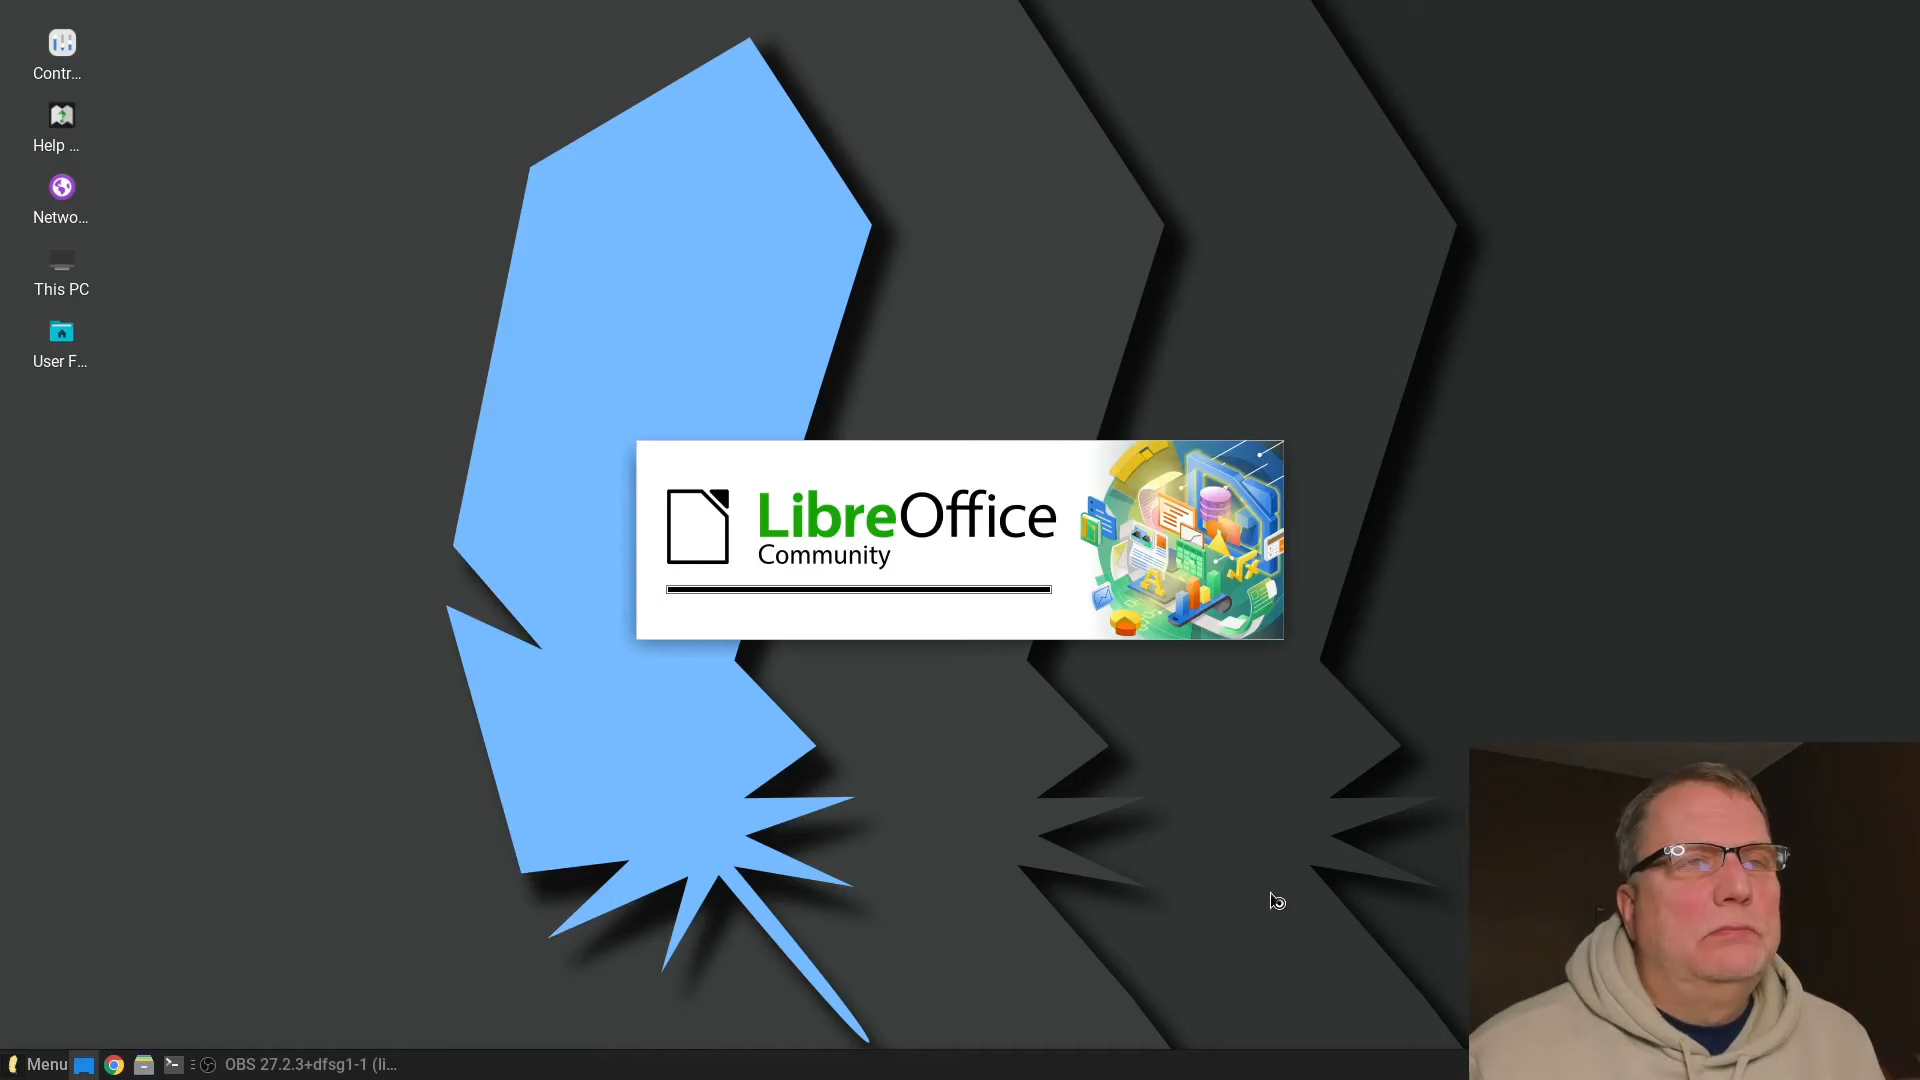 Contr...
Help ...
Netwo...
This PC
User F...
LibreOffice
Community
Menu
OBS 27.2.3+dfsg1-1 (li...